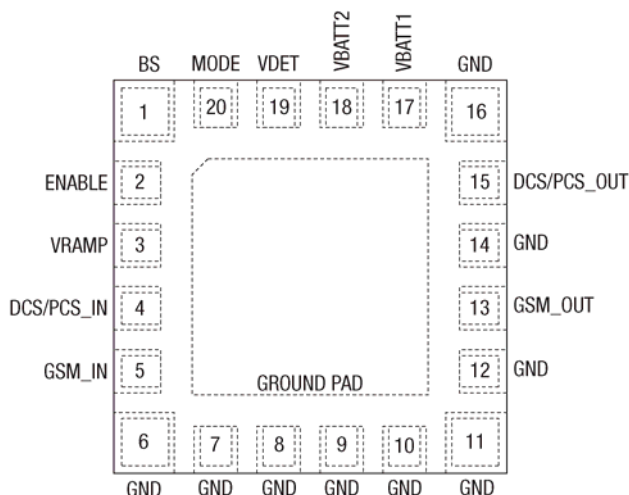 VBATT2
VBATT1
BS MODE VDET GND
1 20 19 18 17 16
ENABLE 2 15 DCS/PCS_OUT
VRAMP 3 14 GND
DCS/PCS_IN 4 13 GSM_OUT
GSM_IN 5 12 GND
GROUND PAD
6 7 8 9 10 11
GND GND GND GND GND GND